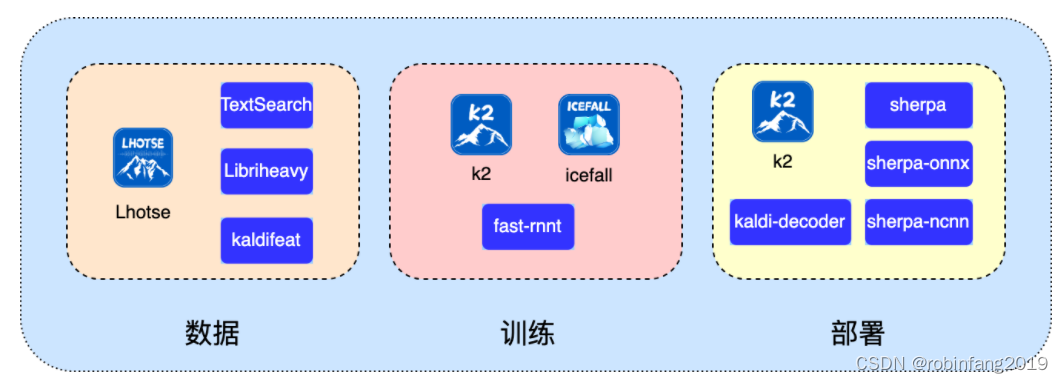 LHOTSE
Lhotse
TextSearch
Libriheavy
kaldifeat
数据
k2
k2
ICEFALL
icefall
fast-rnnt
训练
k2
k2
sherpa
sherpa-onnx
kaldi-decoder
sherpa-ncnn
部署
CSDN @robinfang2019